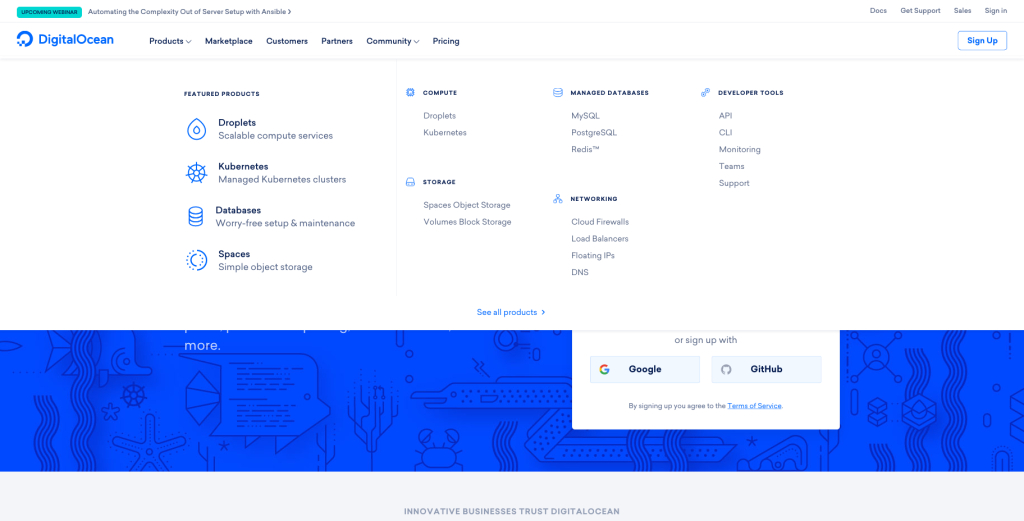 UPCOMING WEBINAR
Automating the Complexity Out of Server Setup with Ansible
Docs
Get Support
Sales
Sign in
DigitalOcean
Products
Marketplace
Customers
Partners
Community
Pricing
Sign Up
FEATURED PRODUCTS
Droplets
Scalable compute services
Kubernetes
Managed Kubernetes clusters
Databases
Worry-free setup & maintenance
Spaces
Simple object storage
COMPUTE
Droplets
Kubernetes
STORAGE
Spaces Object Storage
Volumes Block Storage
MANAGED DATABASES
MySQL
PostgreSQL
Redis™
NETWORKING
Cloud Firewalls
Load Balancers
Floating IPs
DNS
DEVELOPER TOOLS
API
CLI
Monitoring
Teams
Support
See all products
more.
or sign up with
Google
GitHub
By signing up you agree to the Terms of Service.
INNOVATIVE BUSINESSES TRUST DIGITALOCEAN